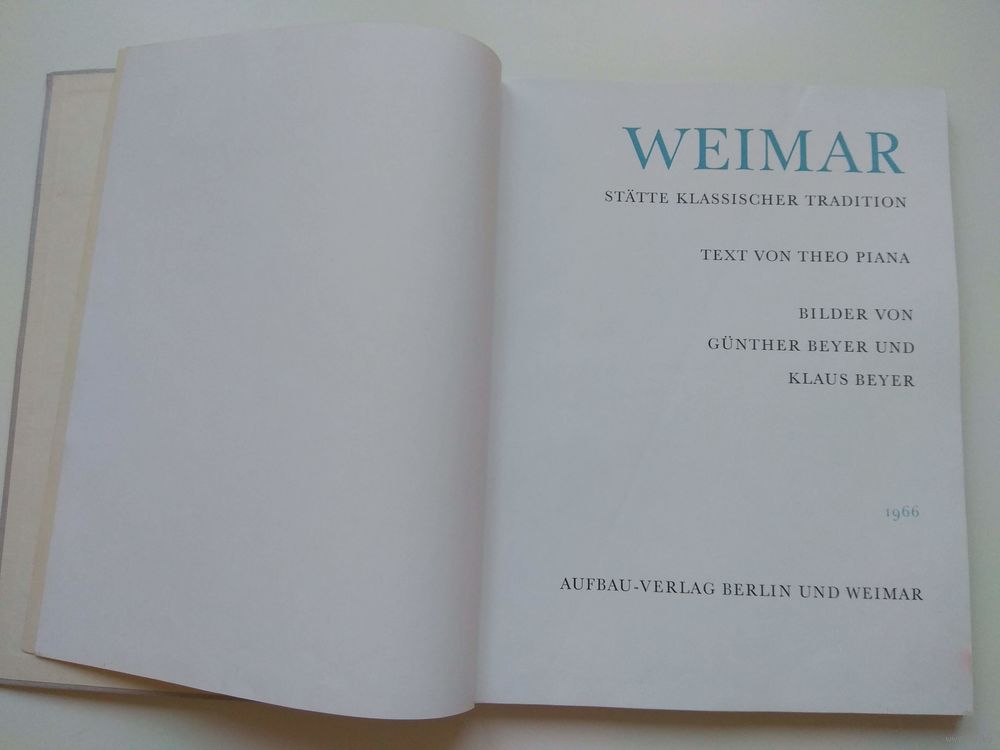 WEIMAR
STÄTTE KLASSISCHER TRADITION
TEXT VON THEO PIANA
BILDER VON
GÜNTHER BEYER UND
KLAUS BEYER
1966
AUFBAU-VERLAG BERLIN UND WEIMAR